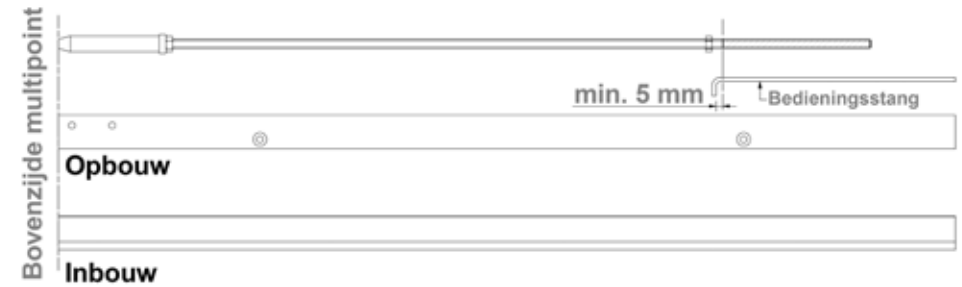 Bovenzijde multipoint
min. 5 mm
Bedieningsstang
Opbouw
Inbouw